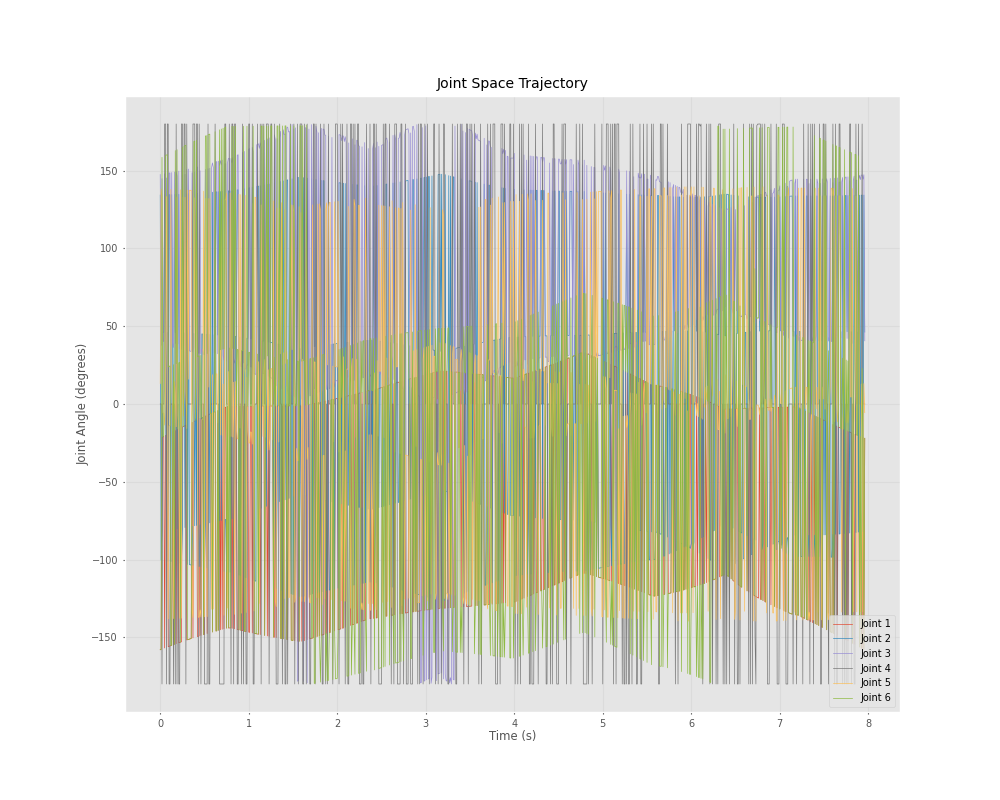 Joint Space Trajectory
Joint Angle (degrees)
150
100
50
0
−50
−100
−150
0 1 2 3 4 5 6 7 8
Time (s)
Joint 1
Joint 2
Joint 3
Joint 4
Joint 5
Joint 6